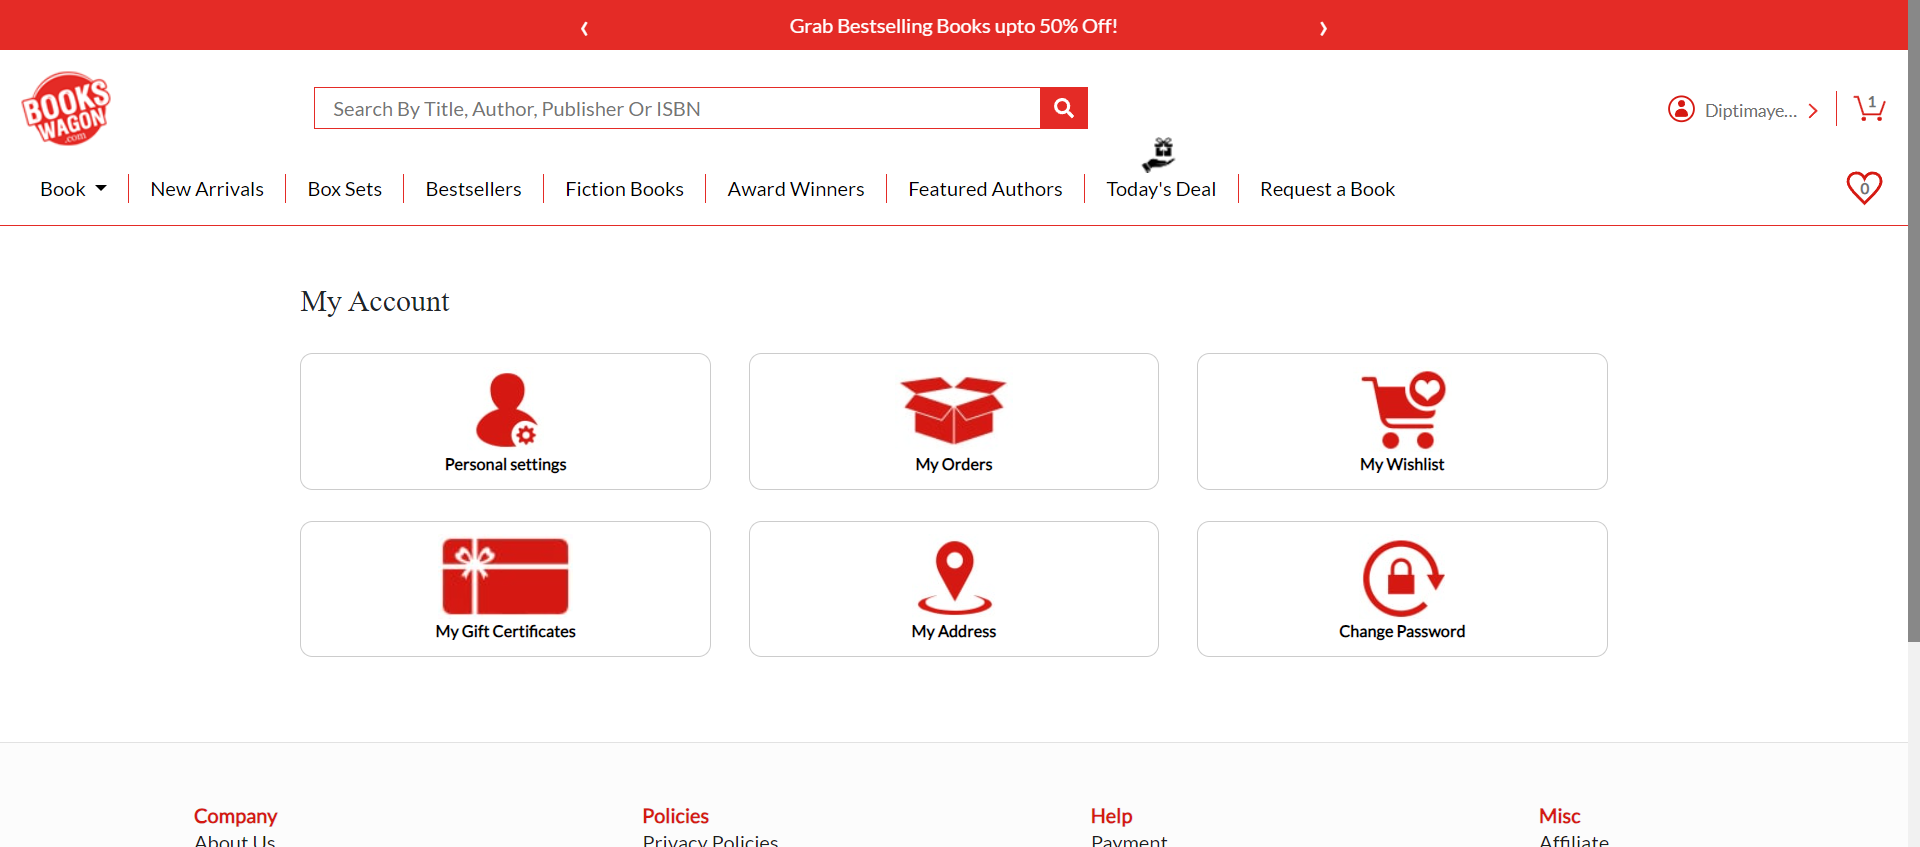 ‹ Grab Bestselling Books upto 50% Off! ›
BOOKS
WAGON
.com
Search By Title, Author, Publisher Or ISBN
Diptimaye...
1
Book
New Arrivals
Box Sets
Bestsellers
Fiction Books
Award Winners
Featured Authors
Today's Deal
Request a Book
0
My Account
Personal settings
My Orders
My Wishlist
My Gift Certificates
My Address
Change Password
Company
Policies
Help
Misc
About Us
Privacy Policies
Payment
Affiliate